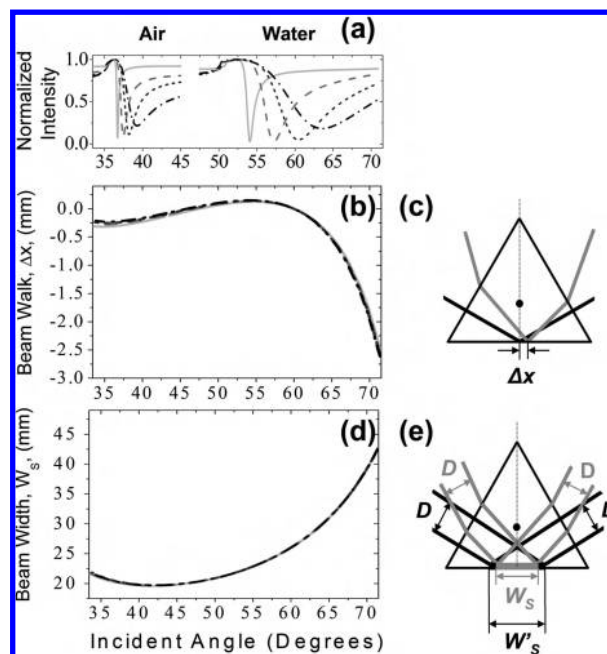 Air Water (a)
Normalized
Intensity
1.0
0.5
0.0
35 40 45 50 55 60 65 70
(b)
Beam Walk, Δx, (mm)
0.0
-0.5
-1.0
-1.5
-2.0
-2.5
-3.0
35 40 45 50 55 60 65 70
(c)
Δx
(d)
Beam Width, Ws, (mm)
45
40
35
30
25
20
35 40 45 50 55 60 65 70
Incident Angle (Degrees)
(e)
D D
D D
Ws
W's